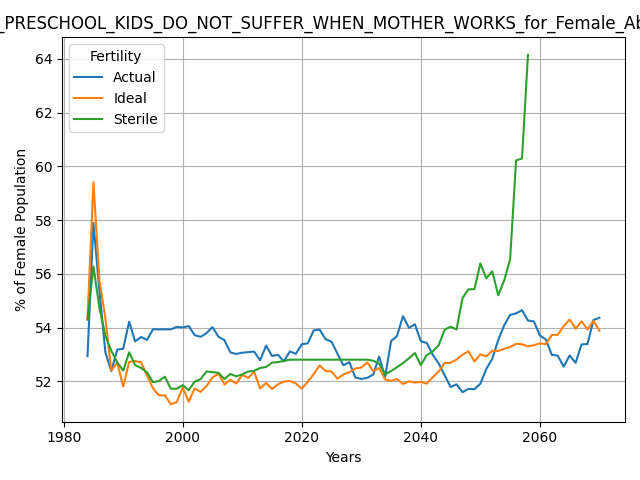 _PRESCHOOL_KIDS_DO_NOT_SUFFER_WHEN_MOTHER_WORKS_for_Female_Ab
Fertility
Actual
Ideal
Sterile
% of Female Population
64
62
60
58
56
54
52
1980
2000
2020
2040
2060
Years